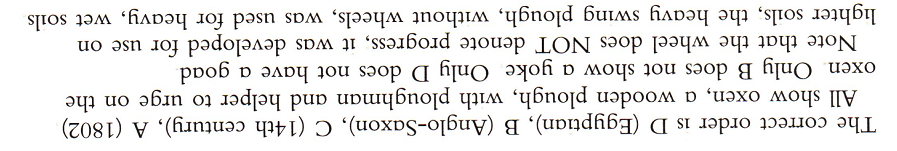 The correct order is D (Egyptian), B (Anglo-Saxon), C (14th century), A (1802)
All show oxen, a wooden plough, with ploughman and helper to urge on the
oxen. Only B does not show a yoke. Only D does not have a goad
Note that the wheel does NOT denote progress, it was developed for use on
lighter soils, the heavy swing plough, without wheels, was used for heavy, wet soils